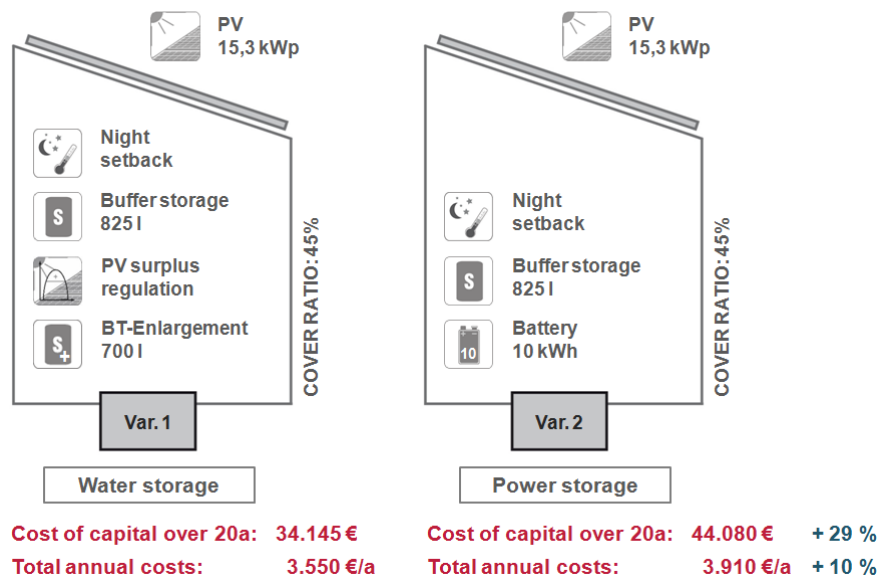 PV
15,3 kWp
Night
setback
Buffer storage
825 l
PV surplus
regulation
BT-Enlargement
700 l
S
S+
COVER RATIO: 45%
Var. 1
Water storage
Cost of capital over 20a: 34.145 €
Total annual costs: 3.550 €/a
PV
15,3 kWp
Night
setback
Buffer storage
825 l
Battery
10 kWh
S
10
COVER RATIO: 45%
Var. 2
Power storage
Cost of capital over 20a: 44.080 € + 29 %
Total annual costs: 3.910 €/a + 10 %